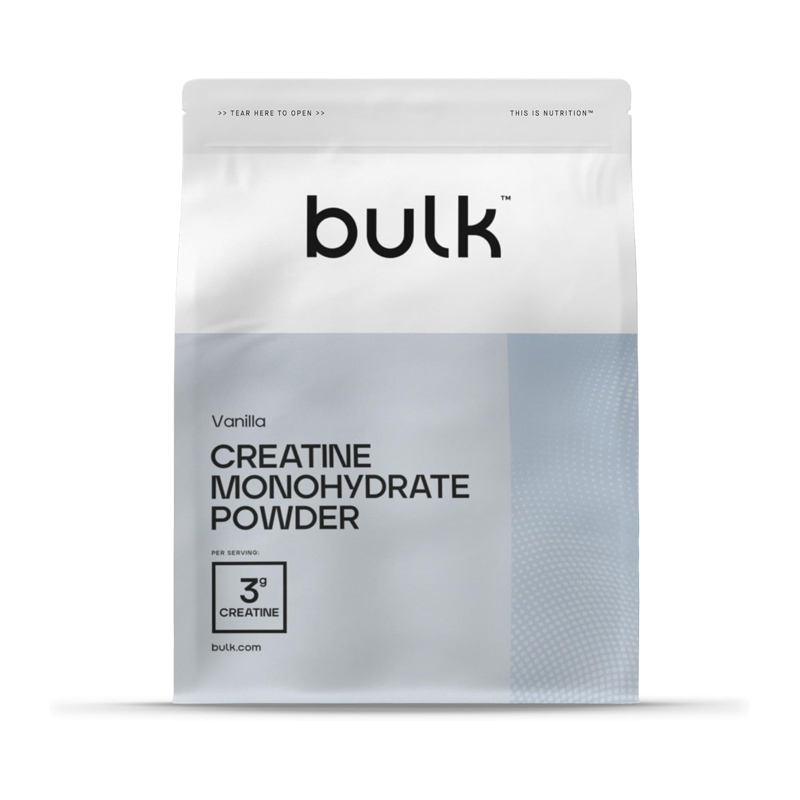 >> TEAR HERE TO OPEN >>
THIS IS NUTRITION™
bulk™
Vanilla
CREATINE
MONOHYDRATE
POWDER
PER SERVING:
3g
CREATINE
bulk.com